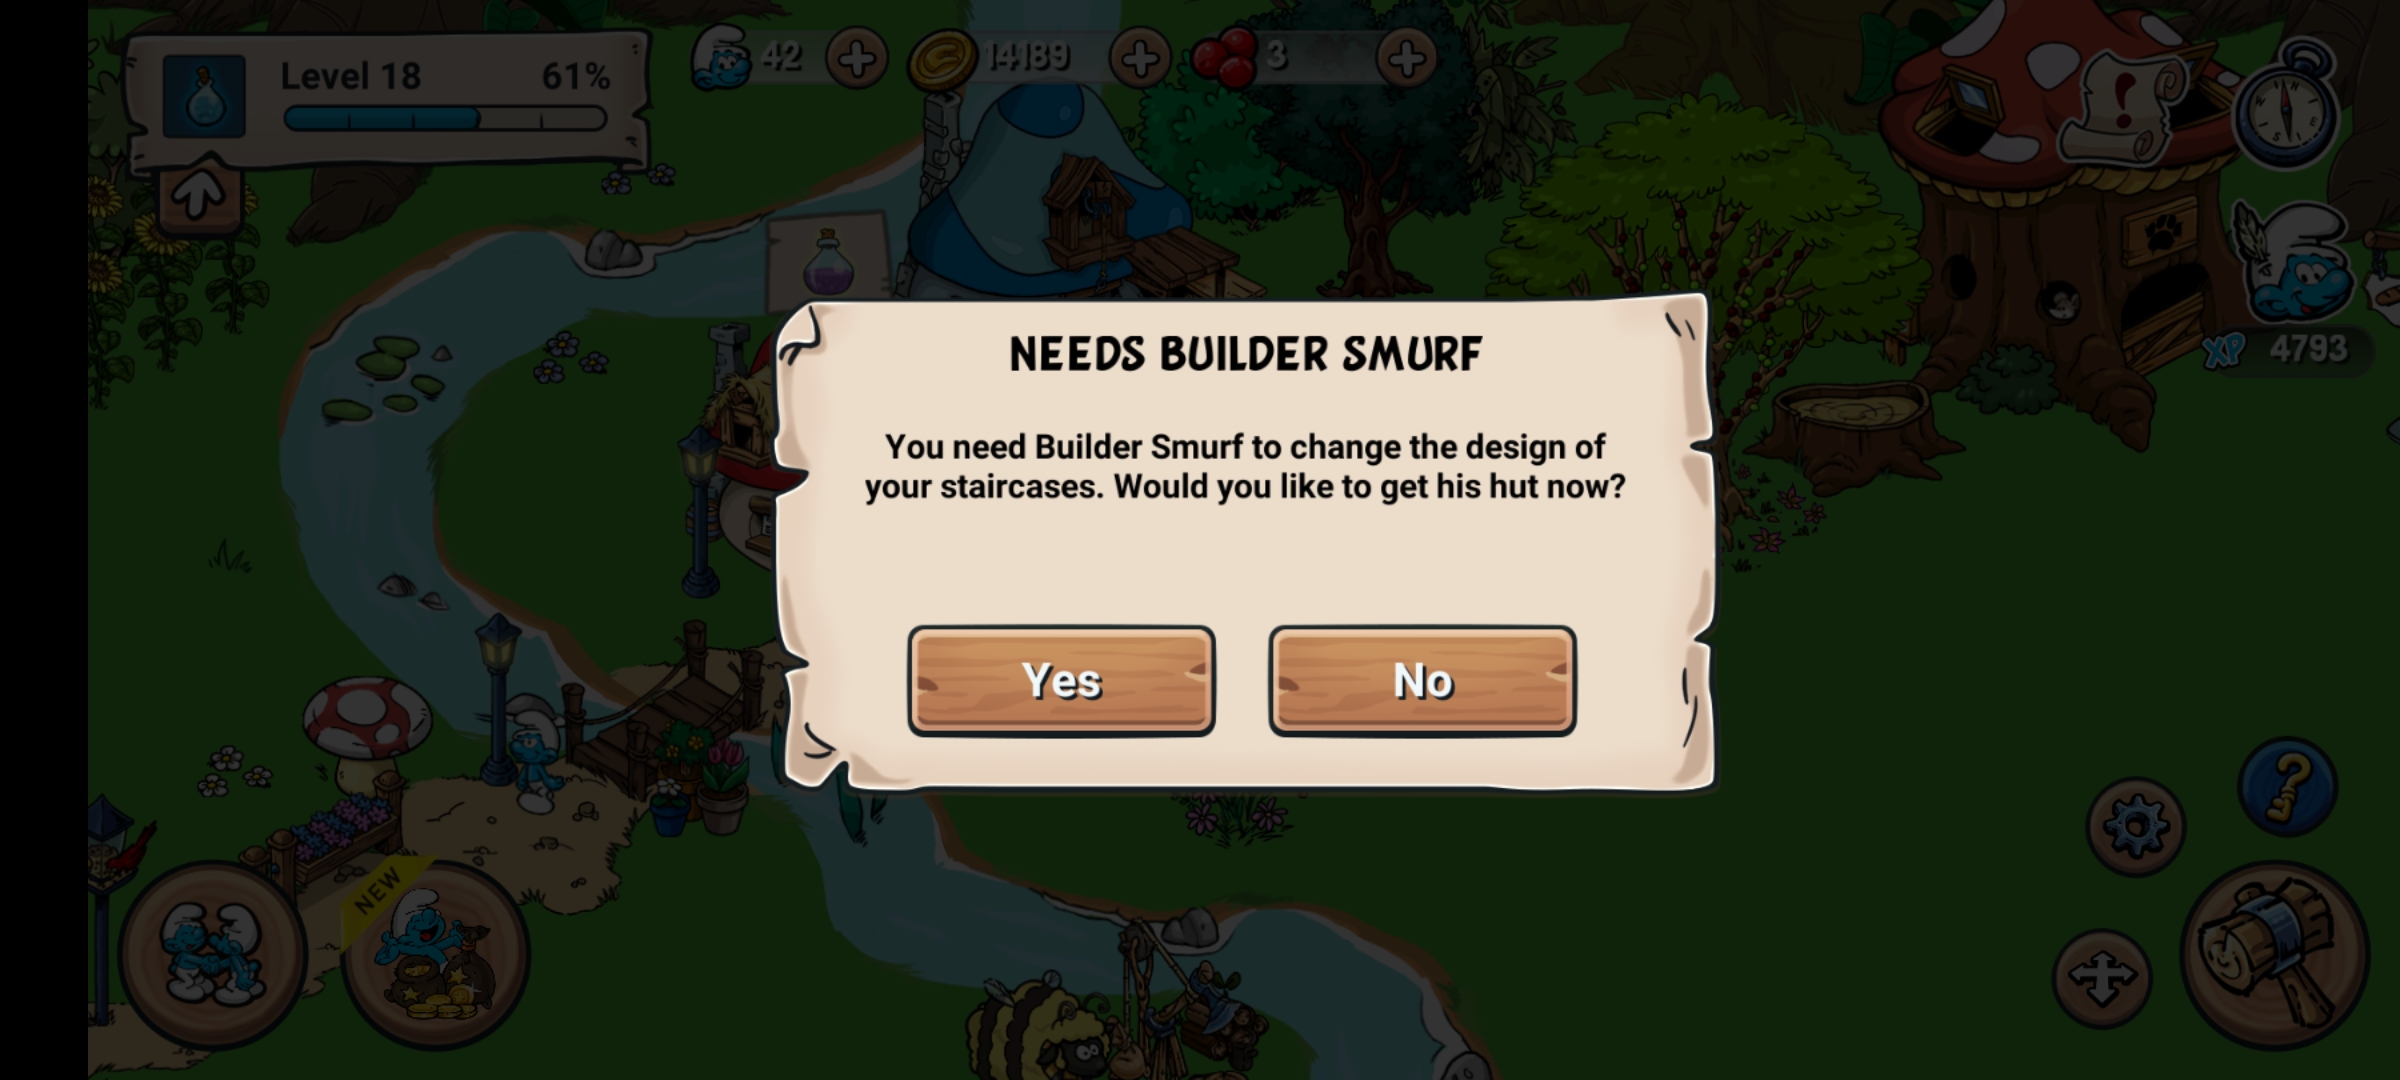 Level 18 61%
42
14189
3
XP 4793
NEEDS BUILDER SMURF
You need Builder Smurf to change the design of
your staircases. Would you like to get his hut now?
Yes
No
NEW